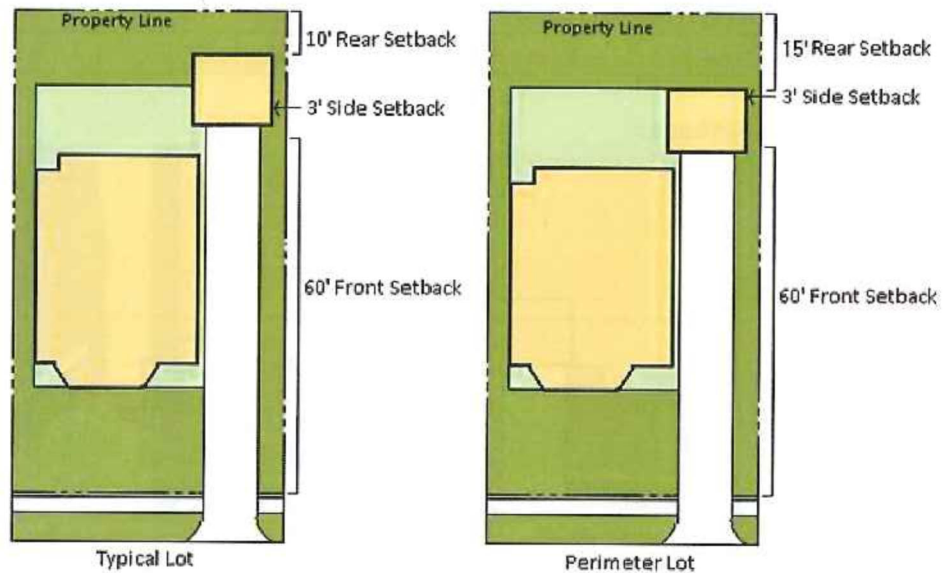 Property Line
10' Rear Setback
3' Side Setback
60' Front Setback
Typical Lot
Property Line
15' Rear Setback
3' Side Setback
60' Front Setback
Perimeter Lot